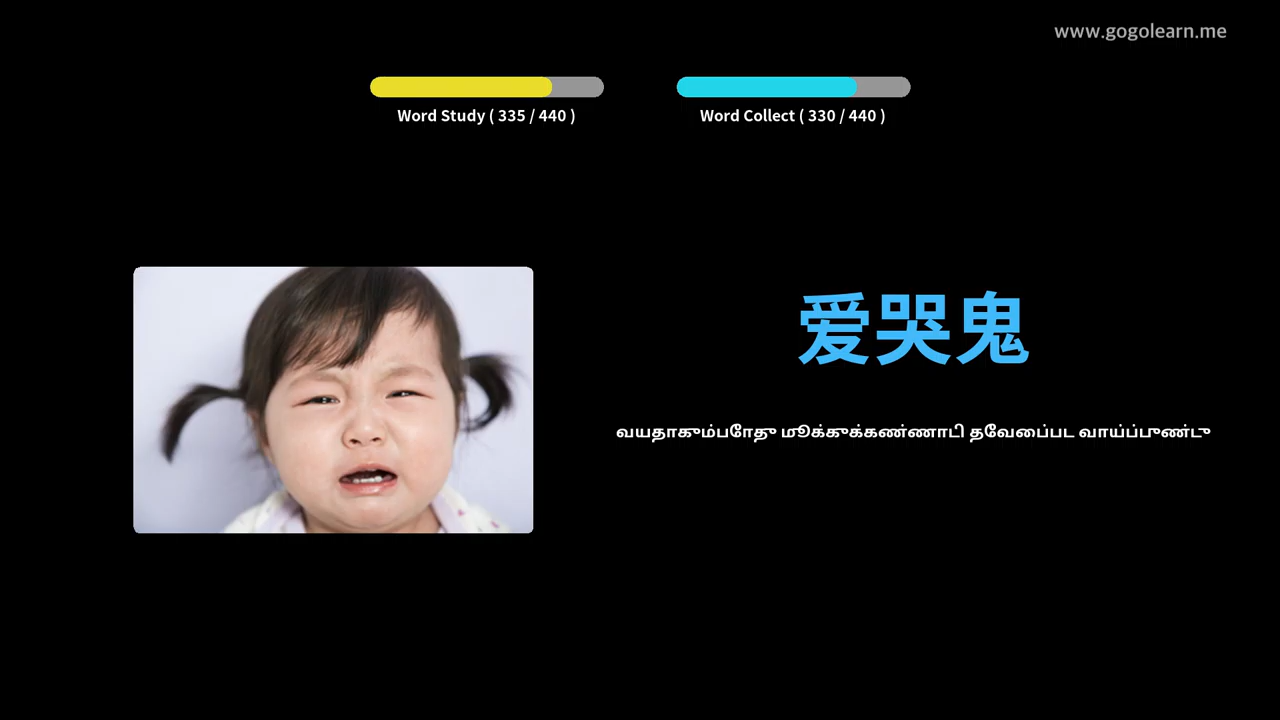 www.gogolearn.me
Word Study ( 335 / 440 )
Word Collect ( 330 / 440 )
爱哭鬼
வயதாகும்போது மூக்குக்கண்ணாடி தேவைப்பட வாய்ப்புண்டு